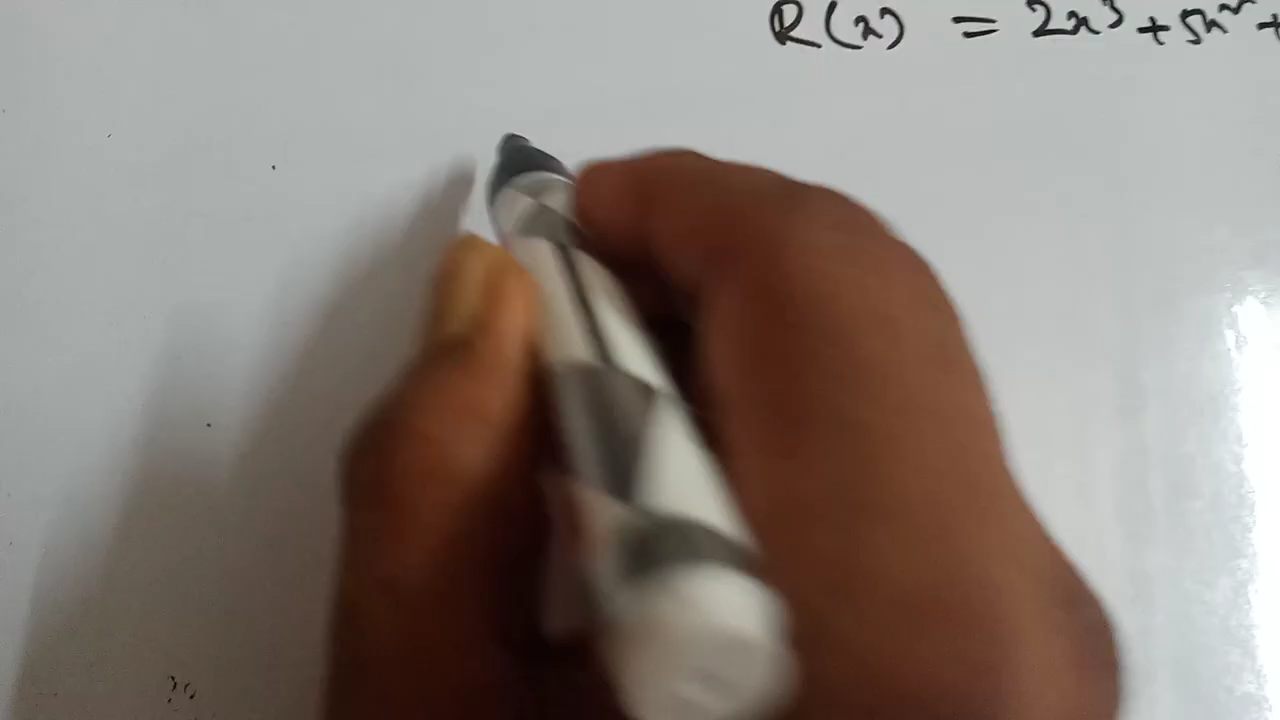 R(x) = 2x³ + 5x² +